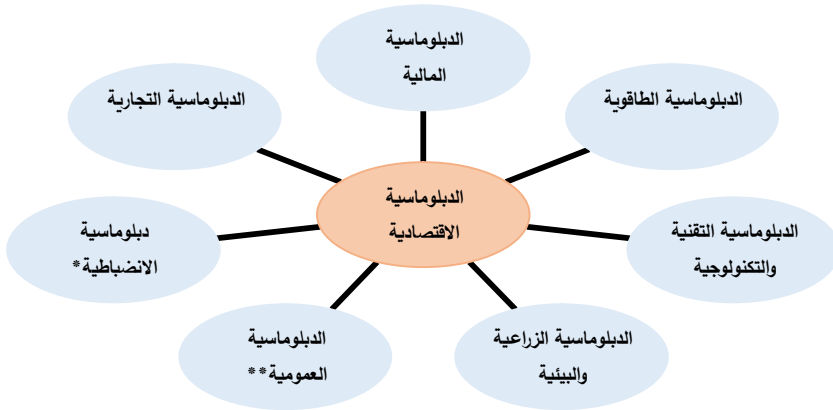 الدبلوماسية
المالية
الدبلوماسية الطاقوية
الدبلوماسية التجارية
الدبلوماسية
الاقتصادية
الدبلوماسية التقنية
والتكنولوجية
دبلوماسية
الانضباطية*
الدبلوماسية الزراعية
والبيئية
الدبلوماسية
العمومية**